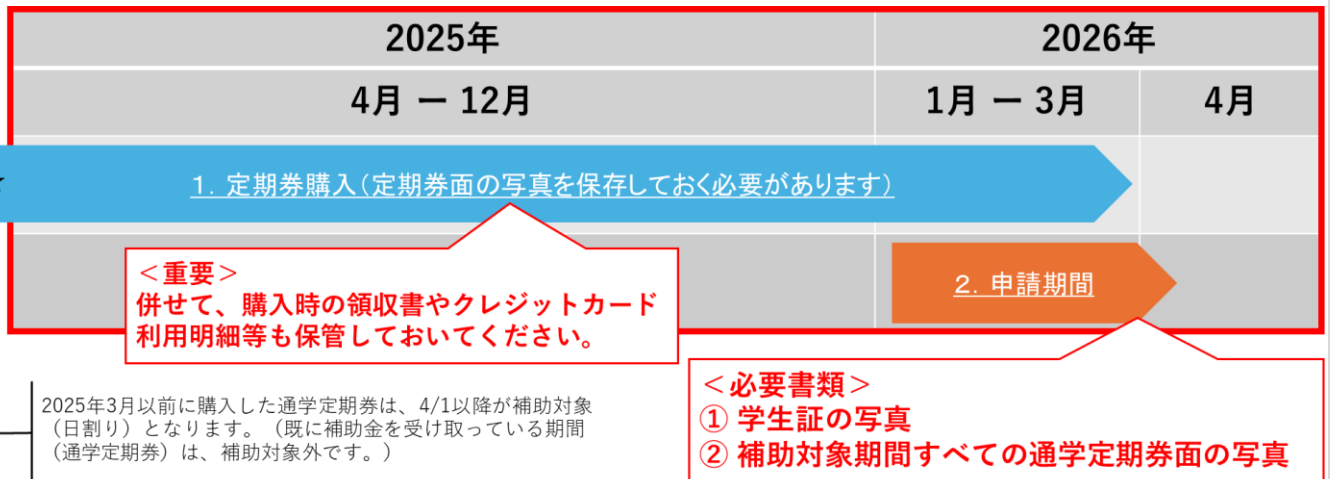 2025年
2026年
4月 ー 12月
1月 ー 3月
4月
１．定期券購入（定期券面の写真を保存しておく必要があります）
＜重要＞
併せて、購入時の領収書やクレジットカード
利用明細等も保管しておいてください。
２．申請期間
2025年3月以前に購入した通学定期券は、4/1以降が補助対象
（日割り）となります。（既に補助金を受け取っている期間
（通学定期券）は、補助対象外です。）
＜必要書類＞
① 学生証の写真
② 補助対象期間すべての通学定期券面の写真